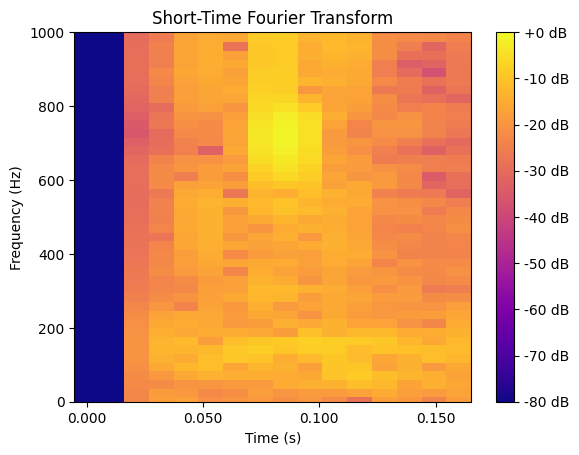 Short-Time Fourier Transform
1000
800
600
400
200
0
Frequency (Hz)
0.000
0.050
0.100
0.150
Time (s)
+0 dB
-10 dB
-20 dB
-30 dB
-40 dB
-50 dB
-60 dB
-70 dB
-80 dB